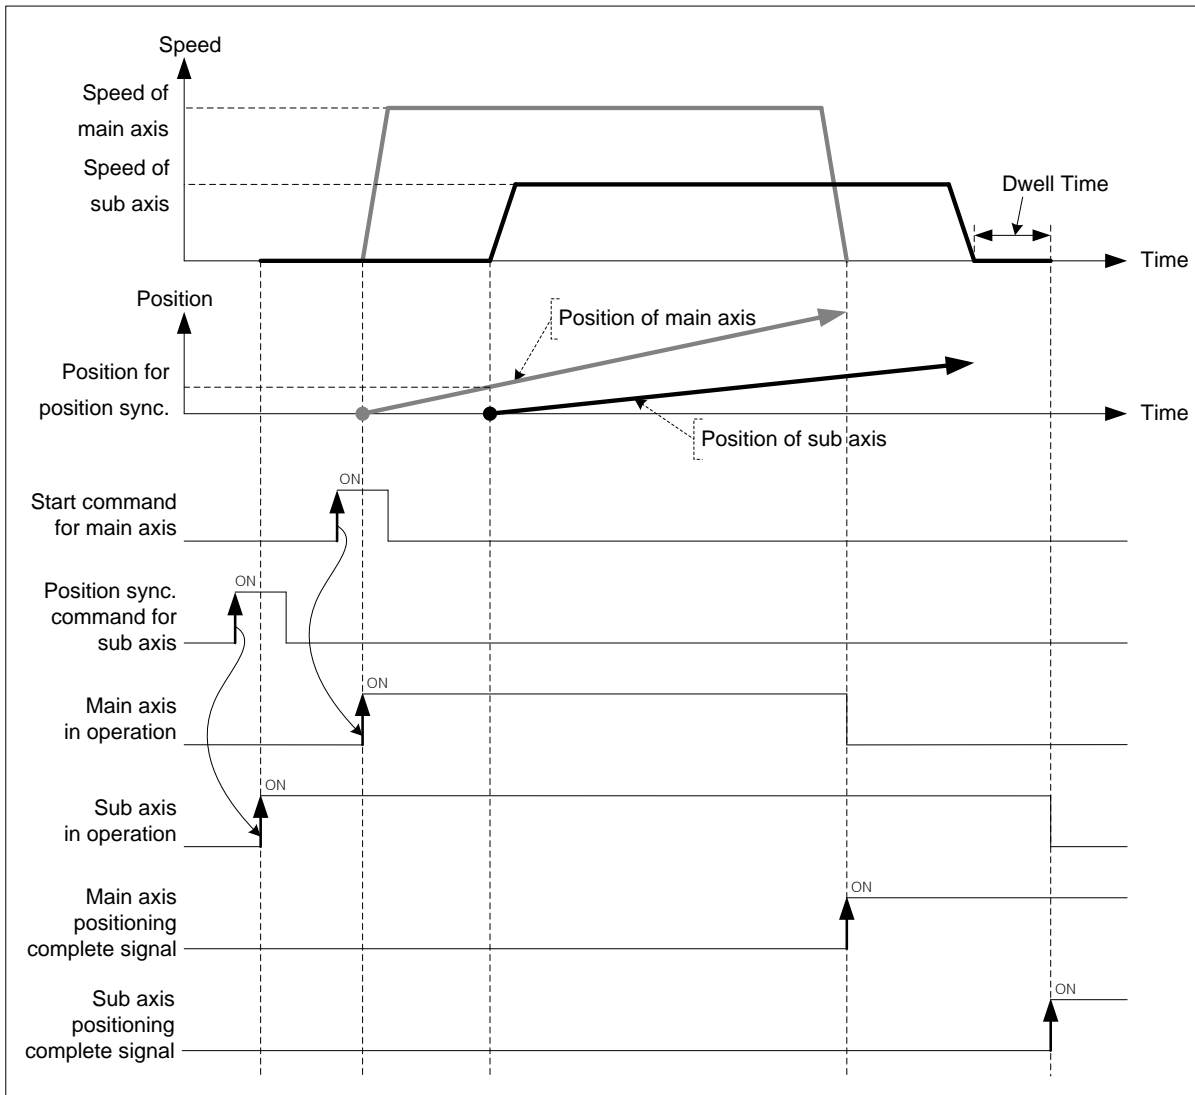 Speed
Speed of
main axis
Speed of
sub axis
Dwell Time
Time
Position
Position of main axis
Position for
position sync.
Time
Position of sub axis
ON
Start command
for main axis
ON
Position sync.
command for
sub axis
ON
Main axis
in operation
ON
Sub axis
in operation
ON
Main axis
positioning
complete signal
ON
Sub axis
positioning
complete signal